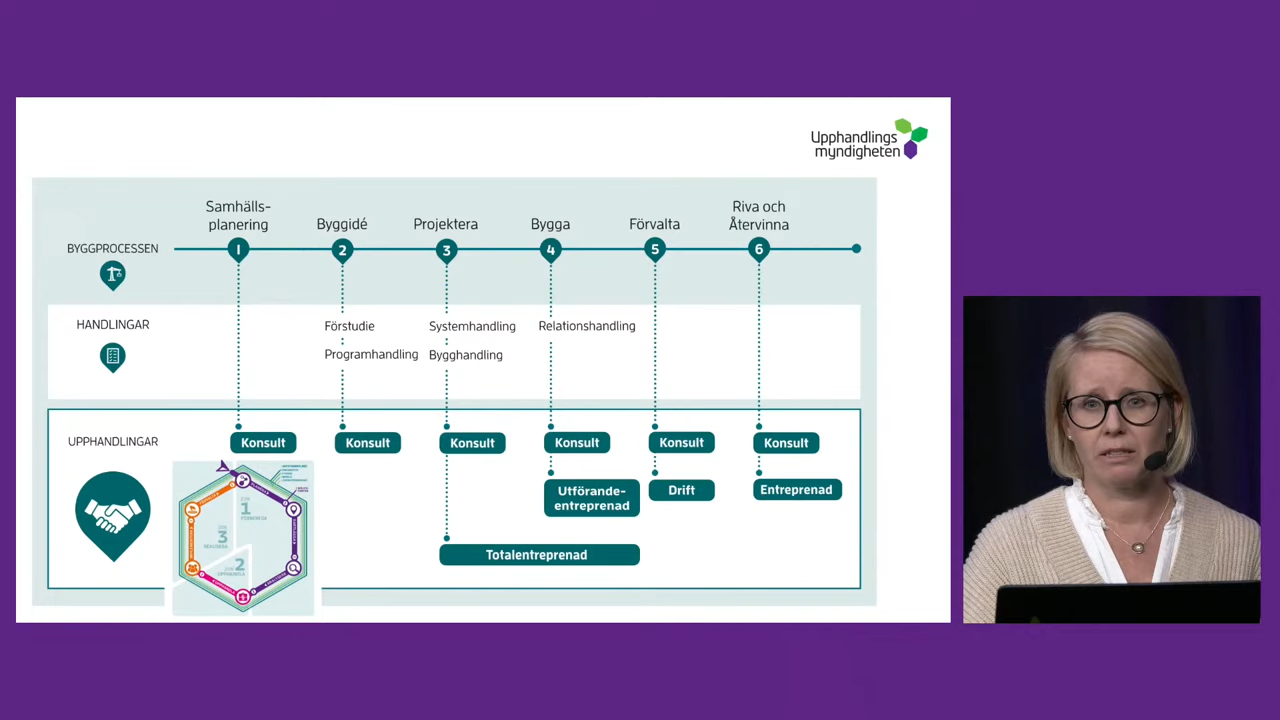 Upphandlings
myndigheten
Samhälls-
planering
Byggidé
Projektera
Bygga
Förvalta
Riva och
Återvinna
BYGGPROCESSEN
1
2
3
4
5
6
HANDLINGAR
Förstudie
Systemhandling
Relationshandling
Programhandling
Bygghandling
UPPHANDLINGAR
Konsult
Konsult
Konsult
Konsult
Konsult
Konsult
Utförande-
entreprenad
Drift
Entreprenad
Totalentreprenad
1
3
2